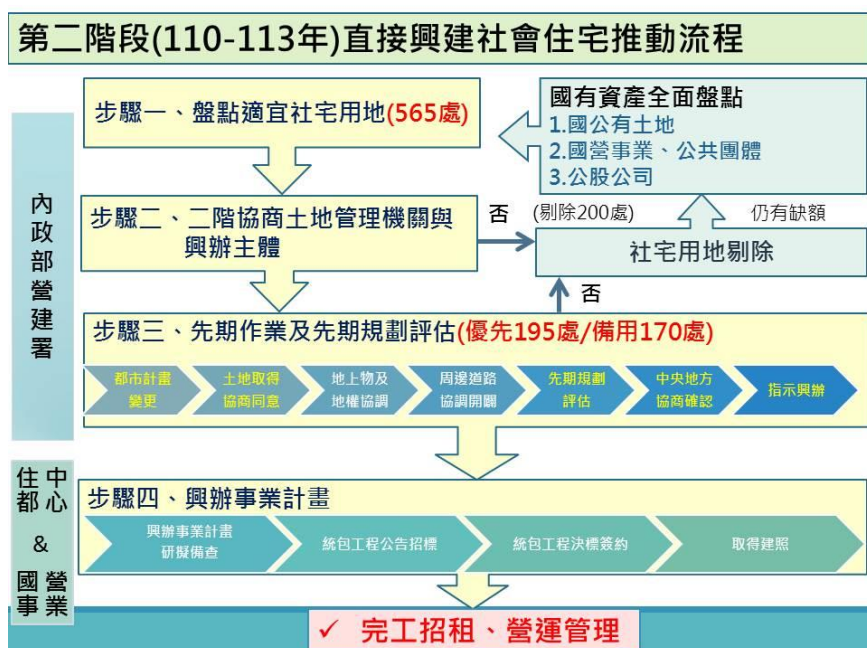 第二階段(110-113年)直接興建社會住宅推動流程
內政部營建署
步驟一、盤點適宜社宅用地(565處)
國有資產全面盤點
1.國公有土地
2.國營事業、公共團體
3.公股公司
步驟二、二階協商土地管理機關與
興辦主體
否
(剔除200處)
仍有缺額
社宅用地剔除
否
步驟三、先期作業及先期規劃評估(優先195處/備用170處)
都市計畫
變更
土地取得
協商同意
地上物及
地權協調
周邊道路
協調開闢
先期規劃
評估
中央地方
協商確認
指示興辦
住都中心
&
國營事業
步驟四、興辦事業計畫
興辦事業計畫
研擬備查
統包工程公告招標
統包工程決標簽約
取得建照
✓ 完工招租、營運管理